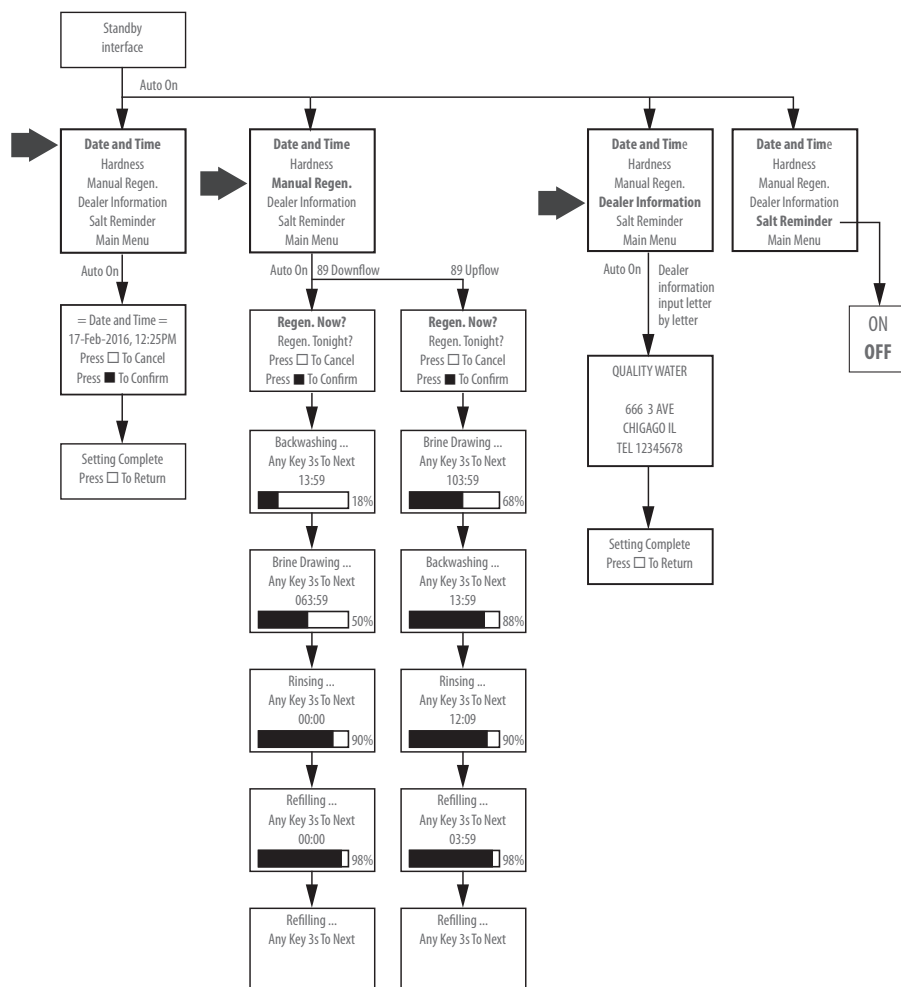 Standby
interface
Auto On
Date and Time
Hardness
Manual Regen.
Dealer Information
Salt Reminder
Main Menu
Auto On
= Date and Time =
17-Feb-2016, 12:25PM
Press □ To Cancel
Press ■ To Confirm
Setting Complete
Press □ To Return
Date and Time
Hardness
Manual Regen.
Dealer Information
Salt Reminder
Main Menu
Auto On
89 Downflow
89 Upflow
Regen. Now?
Regen. Tonight?
Press □ To Cancel
Press ■ To Confirm
Backwashing ...
Any Key 3s To Next
13:59
18%
Brine Drawing ...
Any Key 3s To Next
063:59
50%
Rinsing ...
Any Key 3s To Next
00:00
90%
Refilling ...
Any Key 3s To Next
00:00
98%
Refilling ...
Any Key 3s To Next
Regen. Now?
Regen. Tonight?
Press □ To Cancel
Press ■ To Confirm
Brine Drawing ...
Any Key 3s To Next
103:59
68%
Backwashing ...
Any Key 3s To Next
13:59
88%
Rinsing ...
Any Key 3s To Next
12:09
90%
Refilling ...
Any Key 3s To Next
03:59
98%
Refilling ...
Any Key 3s To Next
Date and Time
Hardness
Manual Regen.
Dealer Information
Salt Reminder
Main Menu
Auto On
Dealer
information
input letter
by letter
QUALITY WATER
666 3 AVE
CHIGAGO IL
TEL 12345678
Setting Complete
Press □ To Return
Date and Time
Hardness
Manual Regen.
Dealer Information
Salt Reminder
Main Menu
ON
OFF